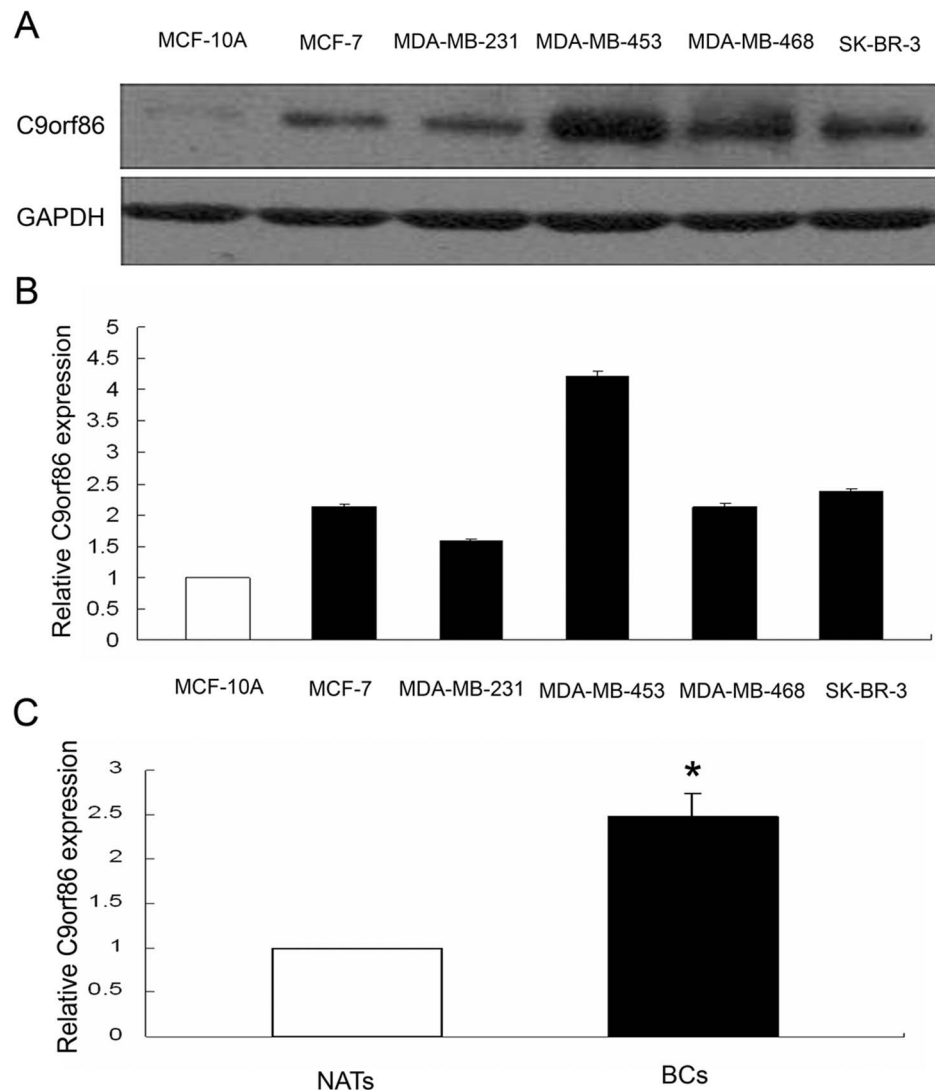 A
MCF-10A MCF-7 MDA-MB-231 MDA-MB-453 MDA-MB-468 SK-BR-3
C9orf86
GAPDH
B
Relative C9orf86 expression
5
4.5
4
3.5
3
2.5
2
1.5
1
0.5
0
MCF-10A MCF-7 MDA-MB-231 MDA-MB-453 MDA-MB-468 SK-BR-3
C
Relative C9orf86 expression
3
2.5
2
1.5
1
0.5
0
*
NATs BCs